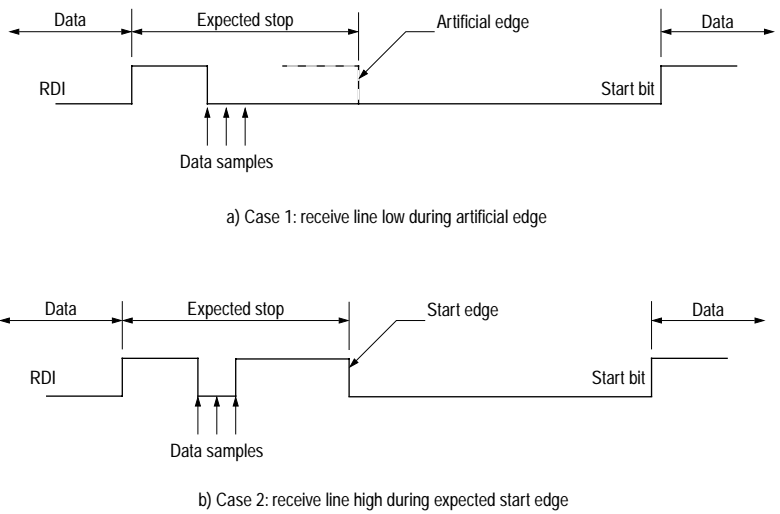 Data
Expected stop
Artificial edge
Data
RDI
Start bit
Data samples
a) Case 1: receive line low during artificial edge
Data
Expected stop
Start edge
Data
RDI
Start bit
Data samples
b) Case 2: receive line high during expected start edge